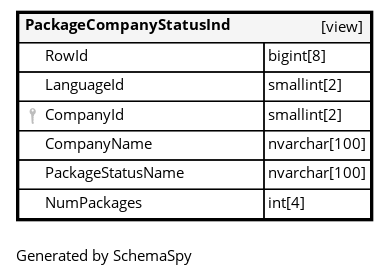 PackageCompanyStatusInd [view]
RowId bigint[8]
LanguageId smallint[2]
CompanyId smallint[2]
CompanyName nvarchar[100]
PackageStatusName nvarchar[100]
NumPackages int[4]
Generated by SchemaSpy